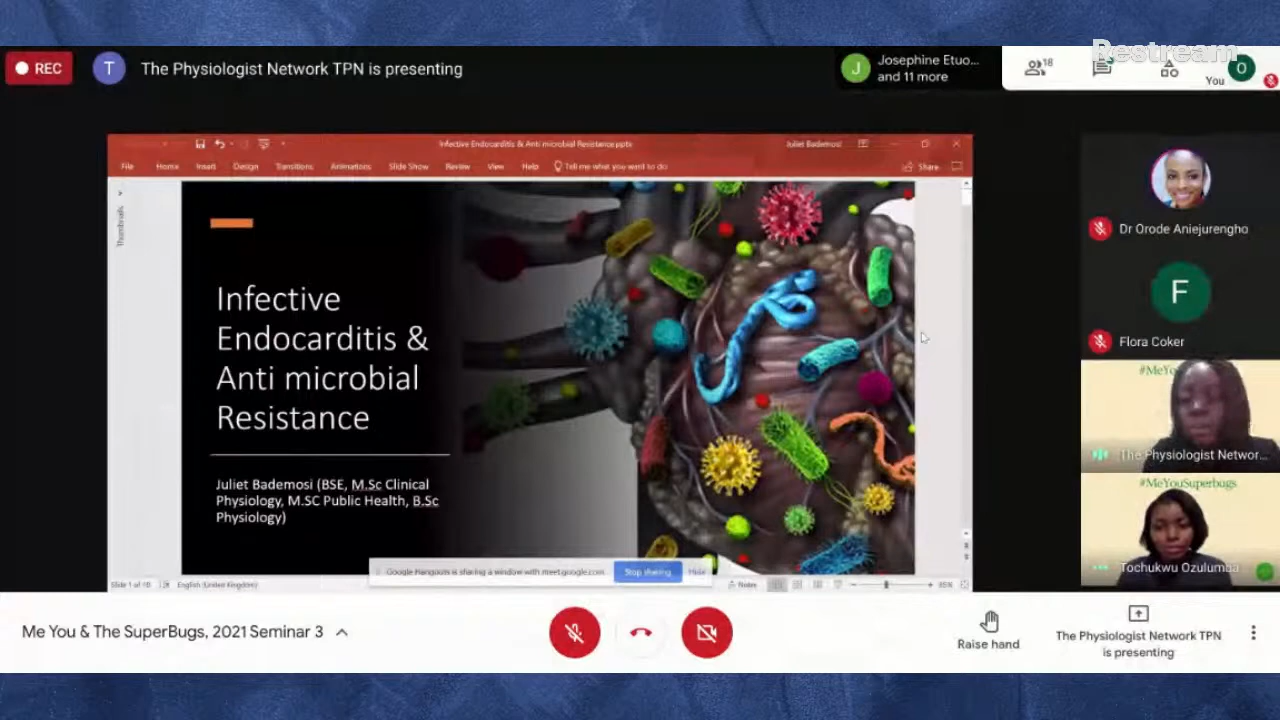 Restream
REC
T
The Physiologist Network TPN is presenting
J
Josephine Etuo...
and 11 more
18
You
O
Infective Endocarditis & Anti microbial Resistance.pptx
Juliet Bademosi
File Home Insert Design Transitions Animations Slide Show Review View Help Tell me what you want to do
Share
Thumbnails
Infective
Endocarditis &
Anti microbial
Resistance
Juliet Bademosi (BSE, M.Sc Clinical
Physiology, M.SC Public Health, B.Sc
Physiology)
Google Hangouts is sharing a window with meet.google.com.
Stop sharing
Hide
English (United Kingdom)
Notes
Dr Orode Aniejurengho
F
Flora Coker
#MeYou
The Physiologist Networ...
#MeYouSuperbugs
Tochukwu Ozulumba
Me You & The SuperBugs, 2021 Seminar 3
Raise hand
The Physiologist Network TPN
is presenting